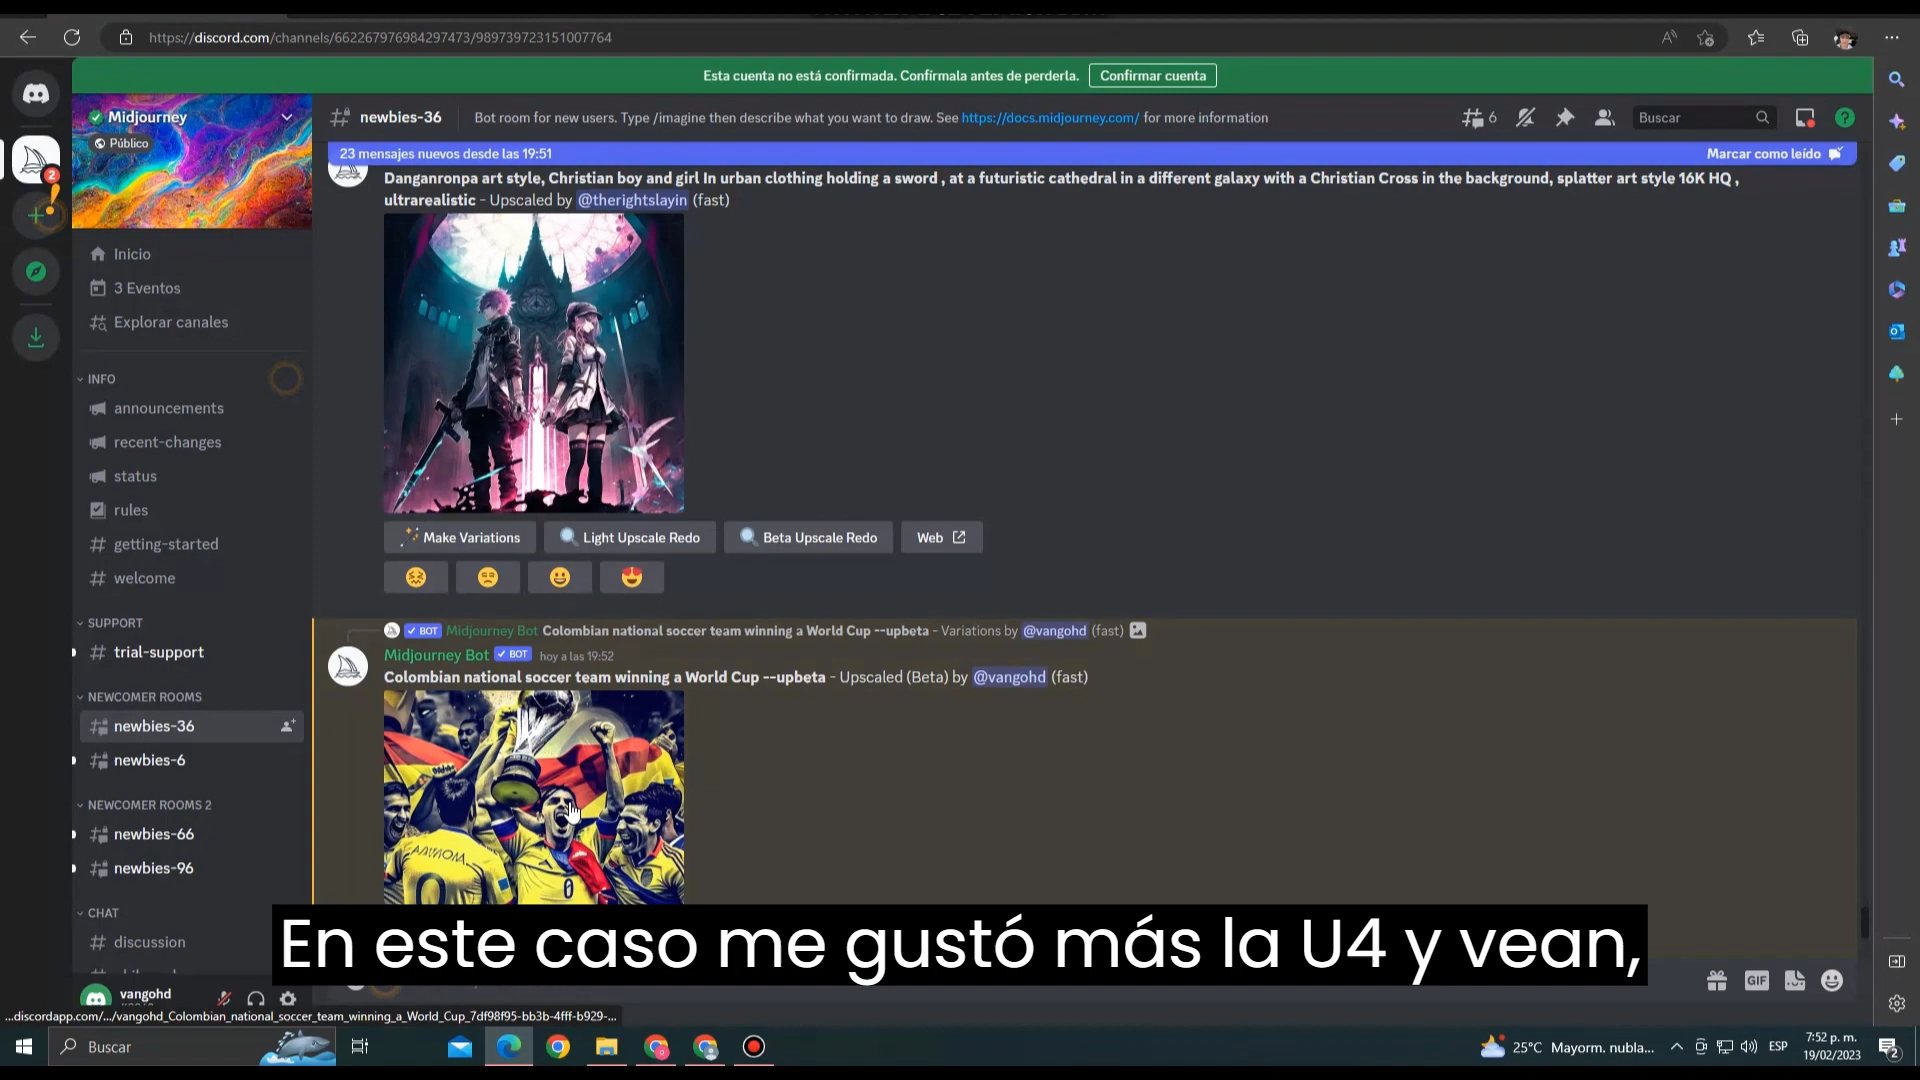 https://discord.com/channels/662267976984297473/989739723151007764
Esta cuenta no está confirmada. Confírmala antes de perderla.
Confirmar cuenta
Midjourney
Público
newbies-36
Bot room for new users. Type /imagine then describe what you want to draw. See https://docs.midjourney.com/ for more information
6
Buscar
23 mensajes nuevos desde las 19:51
Marcar como leído
Danganronpa art style, Christian boy and girl In urban clothing holding a sword , at a futuristic cathedral in a different galaxy with a Christian Cross in the background, splatter art style 16K HQ ,
ultrarealistic - Upscaled by @therightslayin (fast)
2
Inicio
3 Eventos
Explorar canales
INFO
announcements
recent-changes
status
rules
getting-started
welcome
Make Variations
Light Upscale Redo
Beta Upscale Redo
Web
SUPPORT
trial-support
NEWCOMER ROOMS
newbies-36
newbies-6
NEWCOMER ROOMS 2
newbies-66
newbies-96
CHAT
discussion
BOT Midjourney Bot Colombian national soccer team winning a World Cup --upbeta - Variations by @vangohd (fast)
Midjourney Bot BOT hoy a las 19:52
Colombian national soccer team winning a World Cup --upbeta - Upscaled (Beta) by @vangohd (fast)
En este caso me gustó más la U4 y vean,
GIF
vangohd
...discordapp.com/.../vangohd_Colombian_national_soccer_team_winning_a_World_Cup_7df98f95-bb3b-4fff-b929-...
Buscar
25°C Mayorm. nubla...
ESP
7:52 p. m.
19/02/2023
2